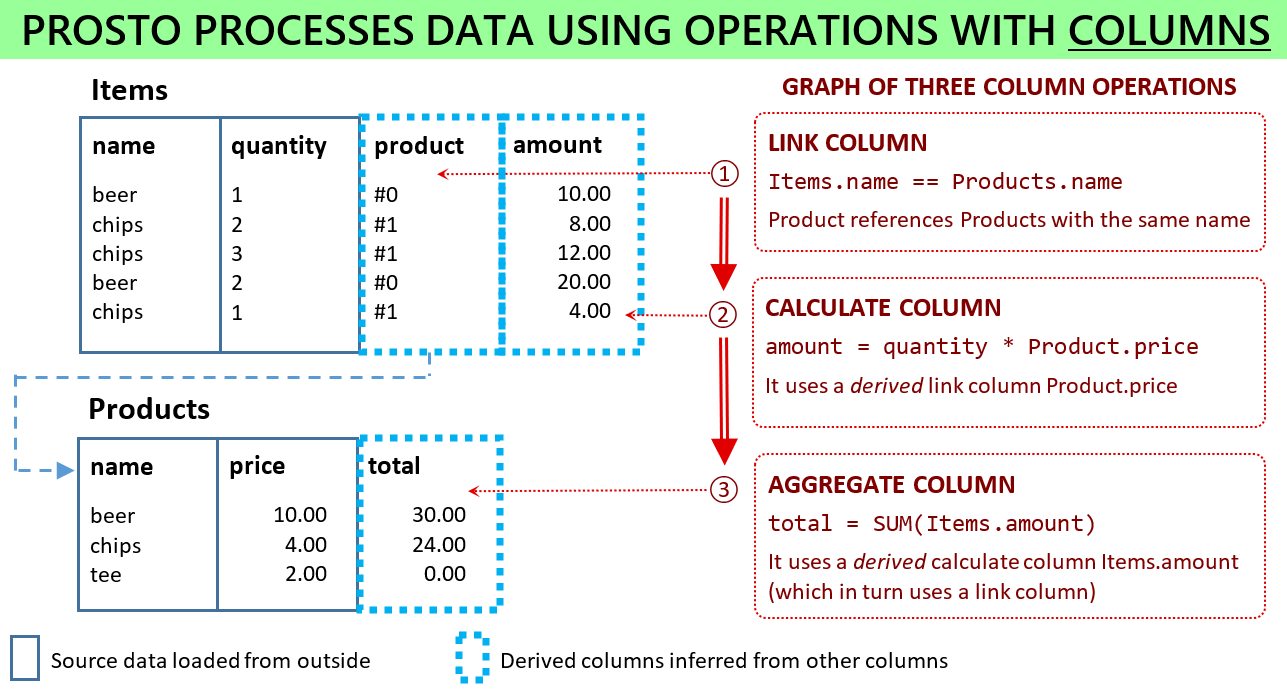 PROSTO PROCESSES DATA USING OPERATIONS WITH COLUMNS
Items
name quantity product amount
beer 1 #0 10.00
chips 2 #1 8.00
chips 3 #1 12.00
beer 2 #0 20.00
chips 1 #1 4.00
Products
name price total
beer 10.00 30.00
chips 4.00 24.00
tee 2.00 0.00
GRAPH OF THREE COLUMN OPERATIONS
1
LINK COLUMN
Items.name == Products.name
Product references Products with the same name
2
CALCULATE COLUMN
amount = quantity * Product.price
It uses a derived link column Product.price
3
AGGREGATE COLUMN
total = SUM(Items.amount)
It uses a derived calculate column Items.amount
(which in turn uses a link column)
Source data loaded from outside
Derived columns inferred from other columns